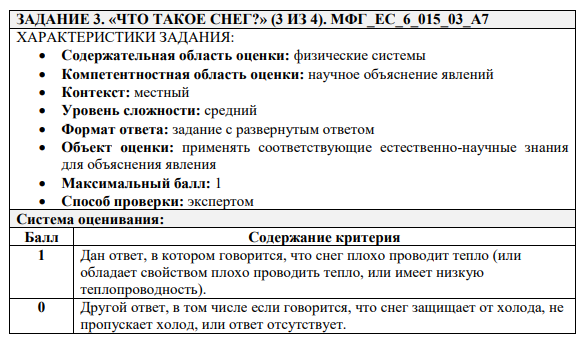 ЗАДАНИЕ 3. «ЧТО ТАКОЕ СНЕГ?» (3 ИЗ 4). МФГ_ЕС_6_015_03_А7
ХАРАКТЕРИСТИКИ ЗАДАНИЯ:
• Содержательная область оценки: физические системы
• Компетентностная область оценки: научное объяснение явлений
• Контекст: местный
• Уровень сложности: средний
• Формат ответа: задание с развернутым ответом
• Объект оценки: применять соответствующие естественно-научные знания
для объяснения явления
• Максимальный балл: 1
• Способ проверки: экспертом
Система оценивания:
Балл Содержание критерия
1 Дан ответ, в котором говорится, что снег плохо проводит тепло (или
обладает свойством плохо проводить тепло, или имеет низкую
теплопроводность).
0 Другой ответ, в том числе если говорится, что снег защищает от холода, не
пропускает холод, или ответ отсутствует.